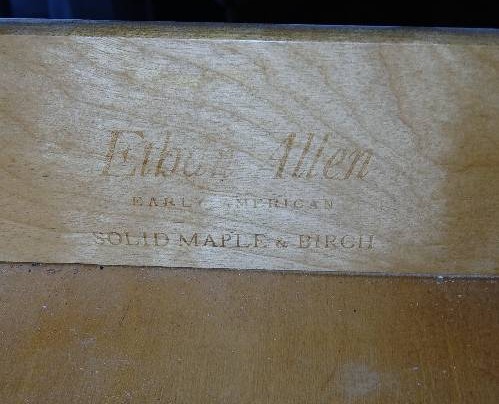 Ethan Allen
EARLY AMERICAN
SOLID MAPLE & BIRCH